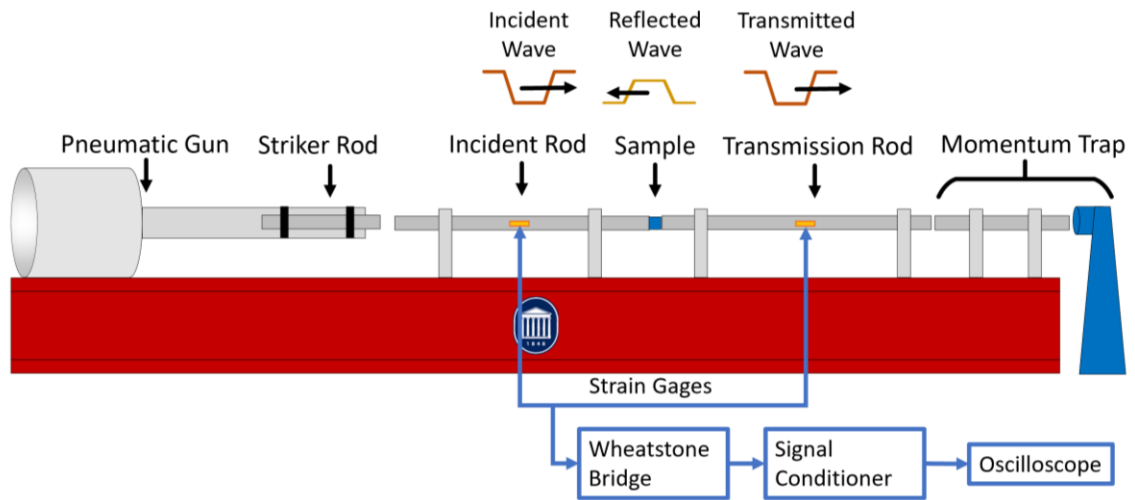 Incident
Wave
Reflected
Wave
Transmitted
Wave
Pneumatic Gun
Striker Rod
Incident Rod
Sample
Transmission Rod
Momentum Trap
1848
Strain Gages
Wheatstone
Bridge
Signal
Conditioner
Oscilloscope